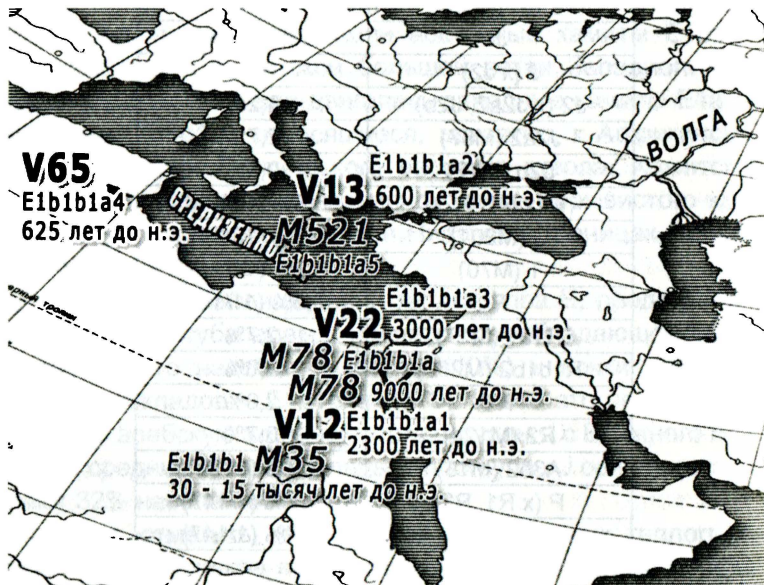 ВОЛГА
V65
E1b1b1a4
625 лет до н.э.
СРЕДИЗЕМНО
V13 E1b1b1a2
600 лет до н.э.
M521
E1b1b1a5
E1b1b1a3
V22 3000 лет до н.э.
M78 E1b1b1a
M78 9000 лет до н.э.
V12 E1b1b1a1
2300 лет до н.э.
E1b1b1 M35
30 - 15 тысяч лет до н.э.